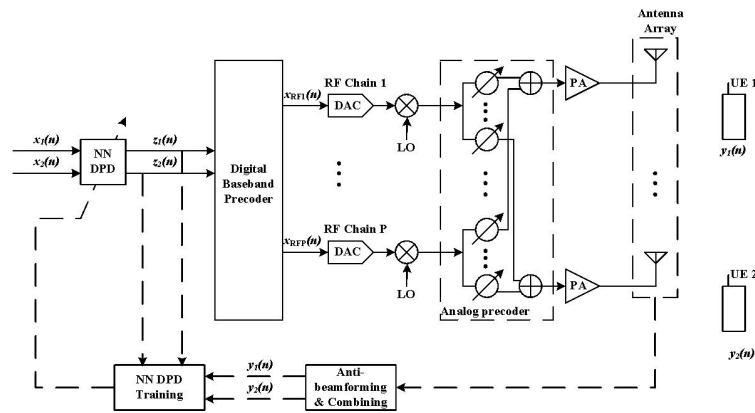 Antenna
Array
x₁(n)
x₂(n)
NN
DPD
z₁(n)
z₂(n)
Digital
Baseband
Precoder
x_RF1(n)
RF Chain 1
DAC
LO
x_RFP(n)
RF Chain P
DAC
LO
Analog precoder
PA
PA
UE 1
y₁(n)
UE 2
y₂(n)
NN DPD
Training
y₁(n)
y₂(n)
Anti-
beamforming
& Combining